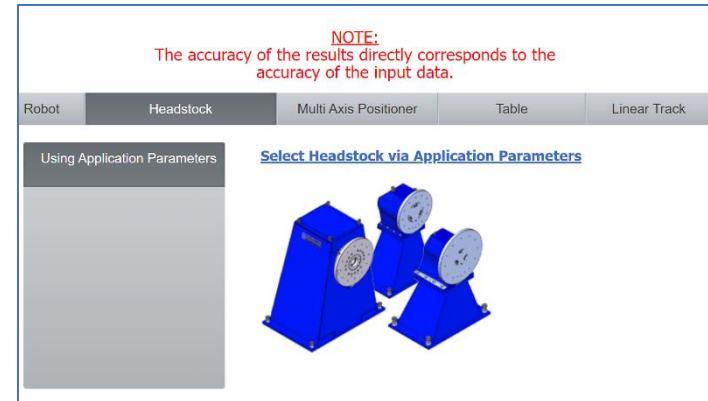 NOTE:
The accuracy of the results directly corresponds to the
accuracy of the input data.
Robot
Headstock
Multi Axis Positioner
Table
Linear Track
Using Application Parameters
Select Headstock via Application Parameters